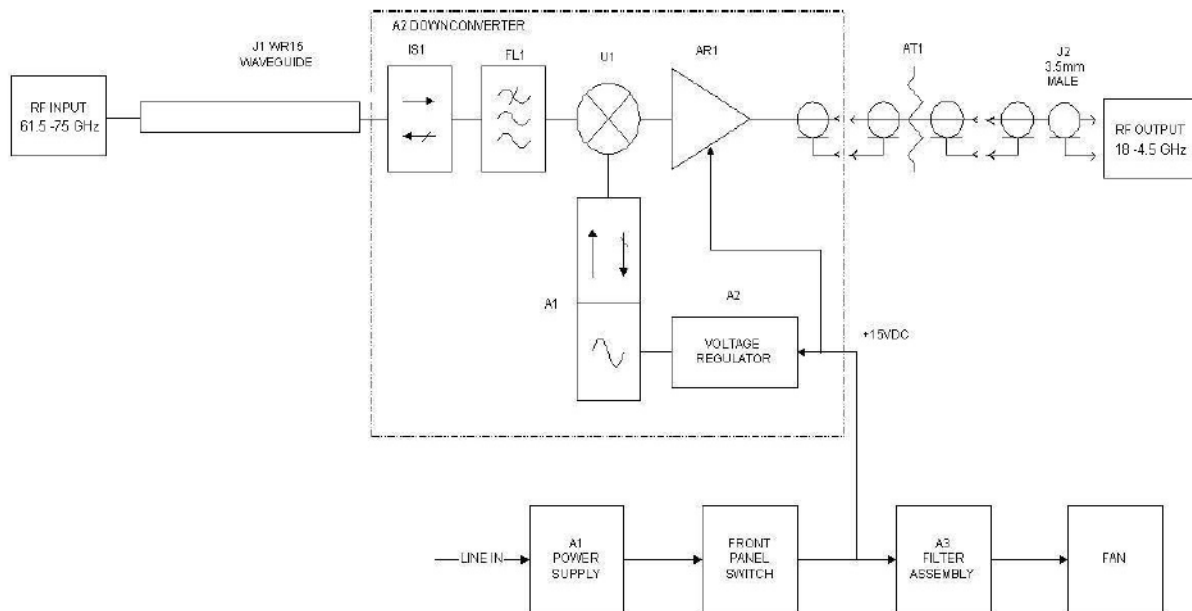 A2 DOWNCONVERTER
J1 WR15
WAVEGUIDE
IS1
FL1
U1
AR1
AT1
J2
3.5mm
MALE
RF INPUT
61.5 -75 GHz
RF OUTPUT
18 -4.5 GHz
A1
A2
VOLTAGE
REGULATOR
+15VDC
LINE IN
A1
POWER
SUPPLY
FRONT
PANEL
SWITCH
A3
FILTER
ASSEMBLY
FAN